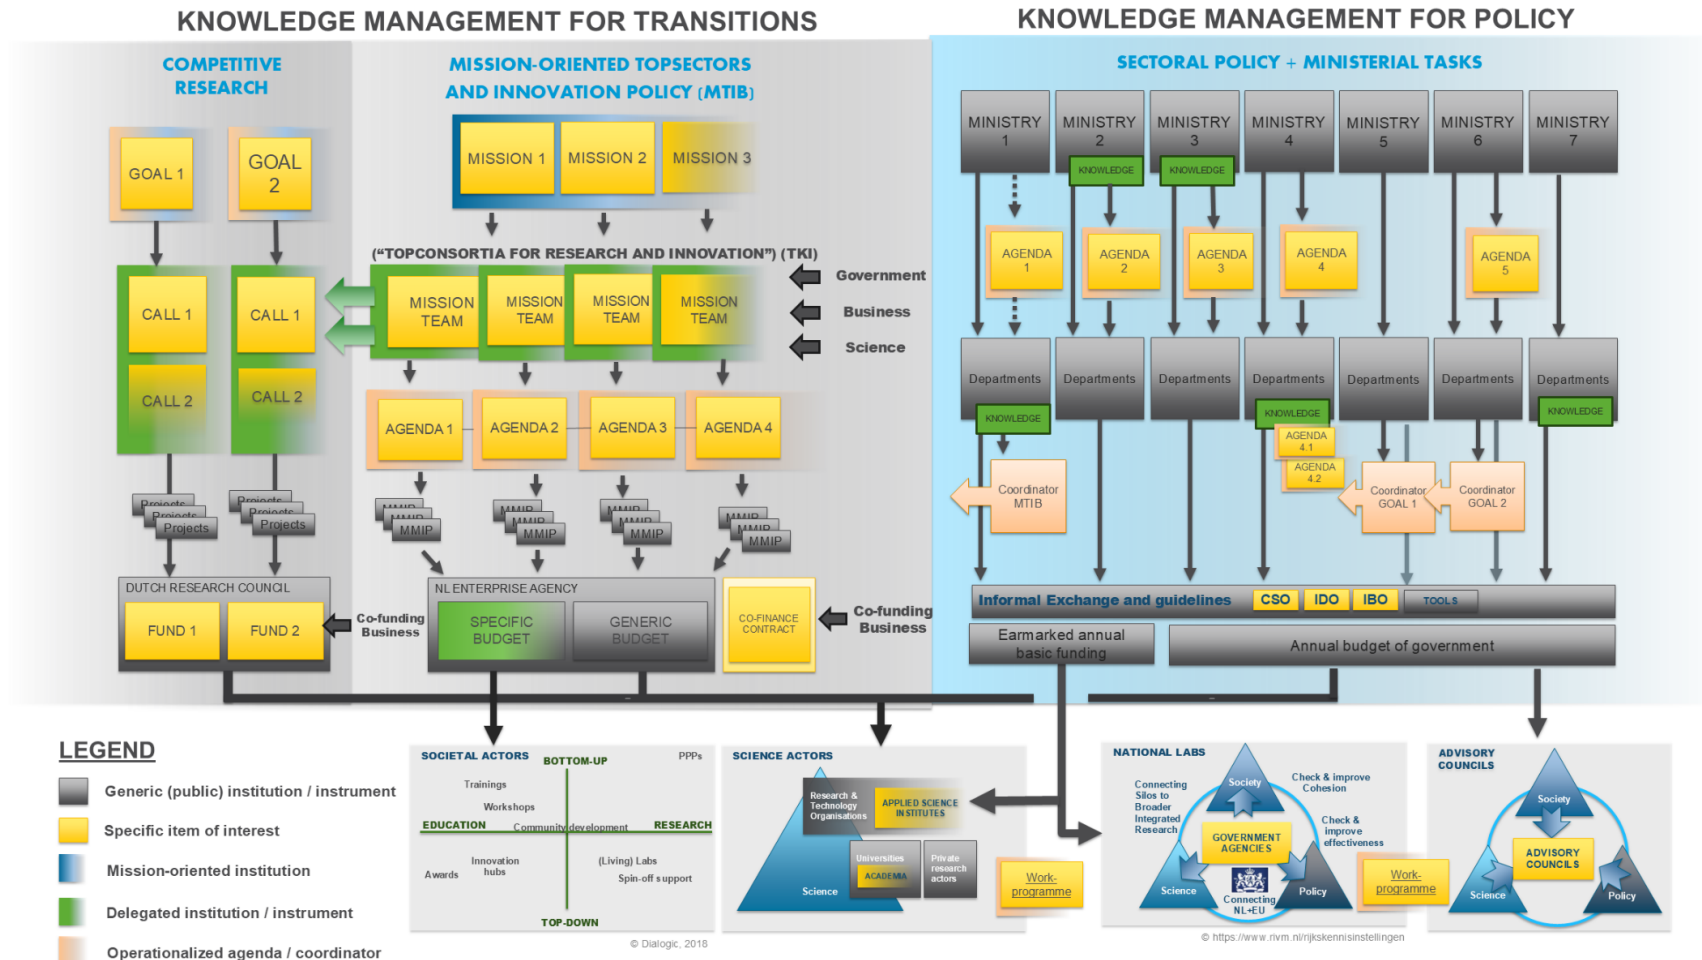 KNOWLEDGE MANAGEMENT FOR TRANSITIONS
KNOWLEDGE MANAGEMENT FOR POLICY
COMPETITIVE
RESEARCH
MISSION-ORIENTED TOPSECTORS
AND INNOVATION POLICY (MTIB)
SECTORAL POLICY + MINISTERIAL TASKS
GOAL 1
GOAL
2
MISSION 1
MISSION 2
MISSION 3
MINISTRY
1
MINISTRY
2
KNOWLEDGE
MINISTRY
3
KNOWLEDGE
MINISTRY
4
MINISTRY
5
MINISTRY
6
MINISTRY
7
("TOPCONSORTIA FOR RESEARCH AND INNOVATION") (TKI)
CALL 1
CALL 2
CALL 1
CALL 2
MISSION
TEAM
MISSION
TEAM
MISSION
TEAM
MISSION
TEAM
Government
Business
Science
AGENDA
1
AGENDA
2
AGENDA
3
AGENDA
4
AGENDA
5
AGENDA 1
AGENDA 2
AGENDA 3
AGENDA 4
Departments
KNOWLEDGE
Departments
Departments
Departments
KNOWLEDGE
AGENDA
4.1
AGENDA
4.2
Departments
Departments
Departments
KNOWLEDGE
Coordinator
MTIB
Coordinator
GOAL 1
Coordinator
GOAL 2
Projects
Projects
Projects
Projects
Projects
Projects
MMIP
MMIP
MMIP
MMIP
MMIP
MMIP
MMIP
MMIP
MMIP
MMIP
MMIP
MMIP
DUTCH RESEARCH COUNCIL
FUND 1
FUND 2
Co-funding
Business
NL ENTERPRISE AGENCY
SPECIFIC
BUDGET
GENERIC
BUDGET
CO-FINANCE
CONTRACT
Co-funding
Business
Informal Exchange and guidelines
CSO
IDO
IBO
TOOLS
Earmarked annual
basic funding
Annual budget of government
LEGEND
Generic (public) institution / instrument
Specific item of interest
Mission-oriented institution
Delegated institution / instrument
Operationalized agenda / coordinator
SOCIETAL ACTORS
BOTTOM-UP
PPPs
Trainings
Workshops
EDUCATION
Community development
RESEARCH
Innovation
hubs
(Living) Labs
Awards
Spin-off support
TOP-DOWN
© Dialogic, 2018
SCIENCE ACTORS
Research &
Technology
Organisations
APPLIED SCIENCE
INSTITUTES
Universities
ACADEMIA
Private
research
actors
Science
Work-
programme
NATIONAL LABS
Connecting
Silos to
Broader
Integrated
Research
Society
Check & improve
Cohesion
Check &
improve
effectiveness
GOVERNMENT
AGENCIES
Science
Policy
Connecting
NL+EU
© https://www.rivm.nl/rijkskennisinstellingen
Work-
programme
ADVISORY
COUNCILS
Society
ADVISORY
COUNCILS
Science
Policy